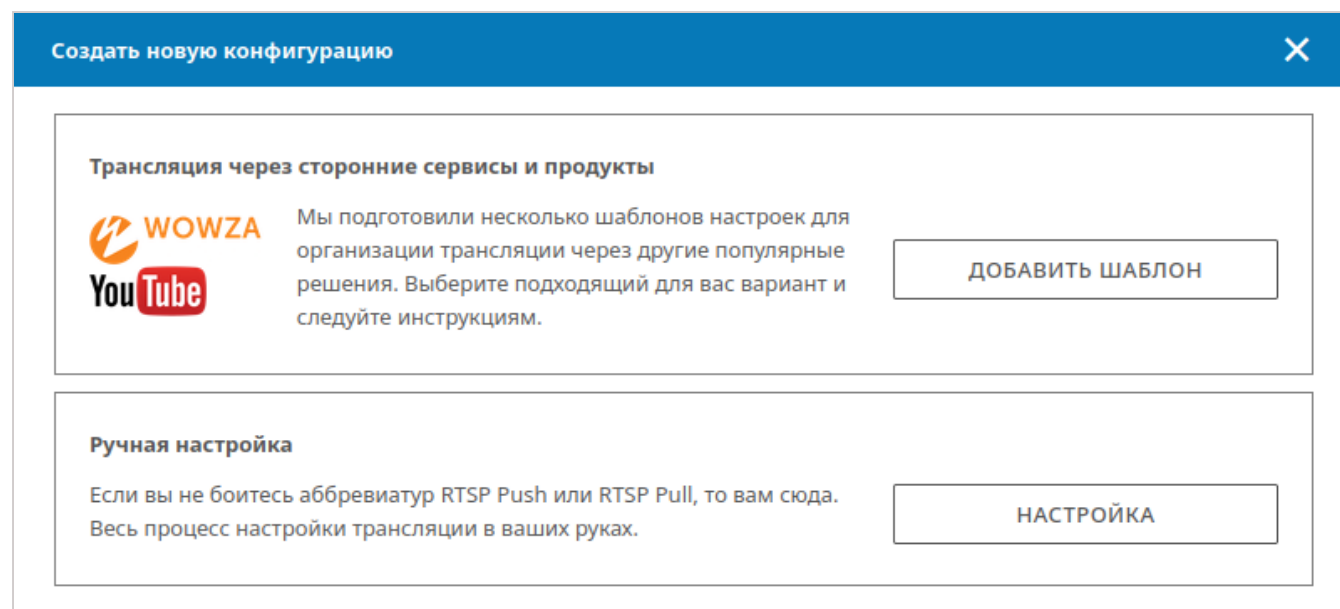 Создать новую конфигурацию
Трансляция через сторонние сервисы и продукты
WOWZA
YouTube
Мы подготовили несколько шаблонов настроек для
организации трансляции через другие популярные
решения. Выберите подходящий для вас вариант и
следуйте инструкциям.
ДОБАВИТЬ ШАБЛОН
Ручная настройка
Если вы не боитесь аббревиатур RTSP Push или RTSP Pull, то вам сюда.
Весь процесс настройки трансляции в ваших руках.
НАСТРОЙКА